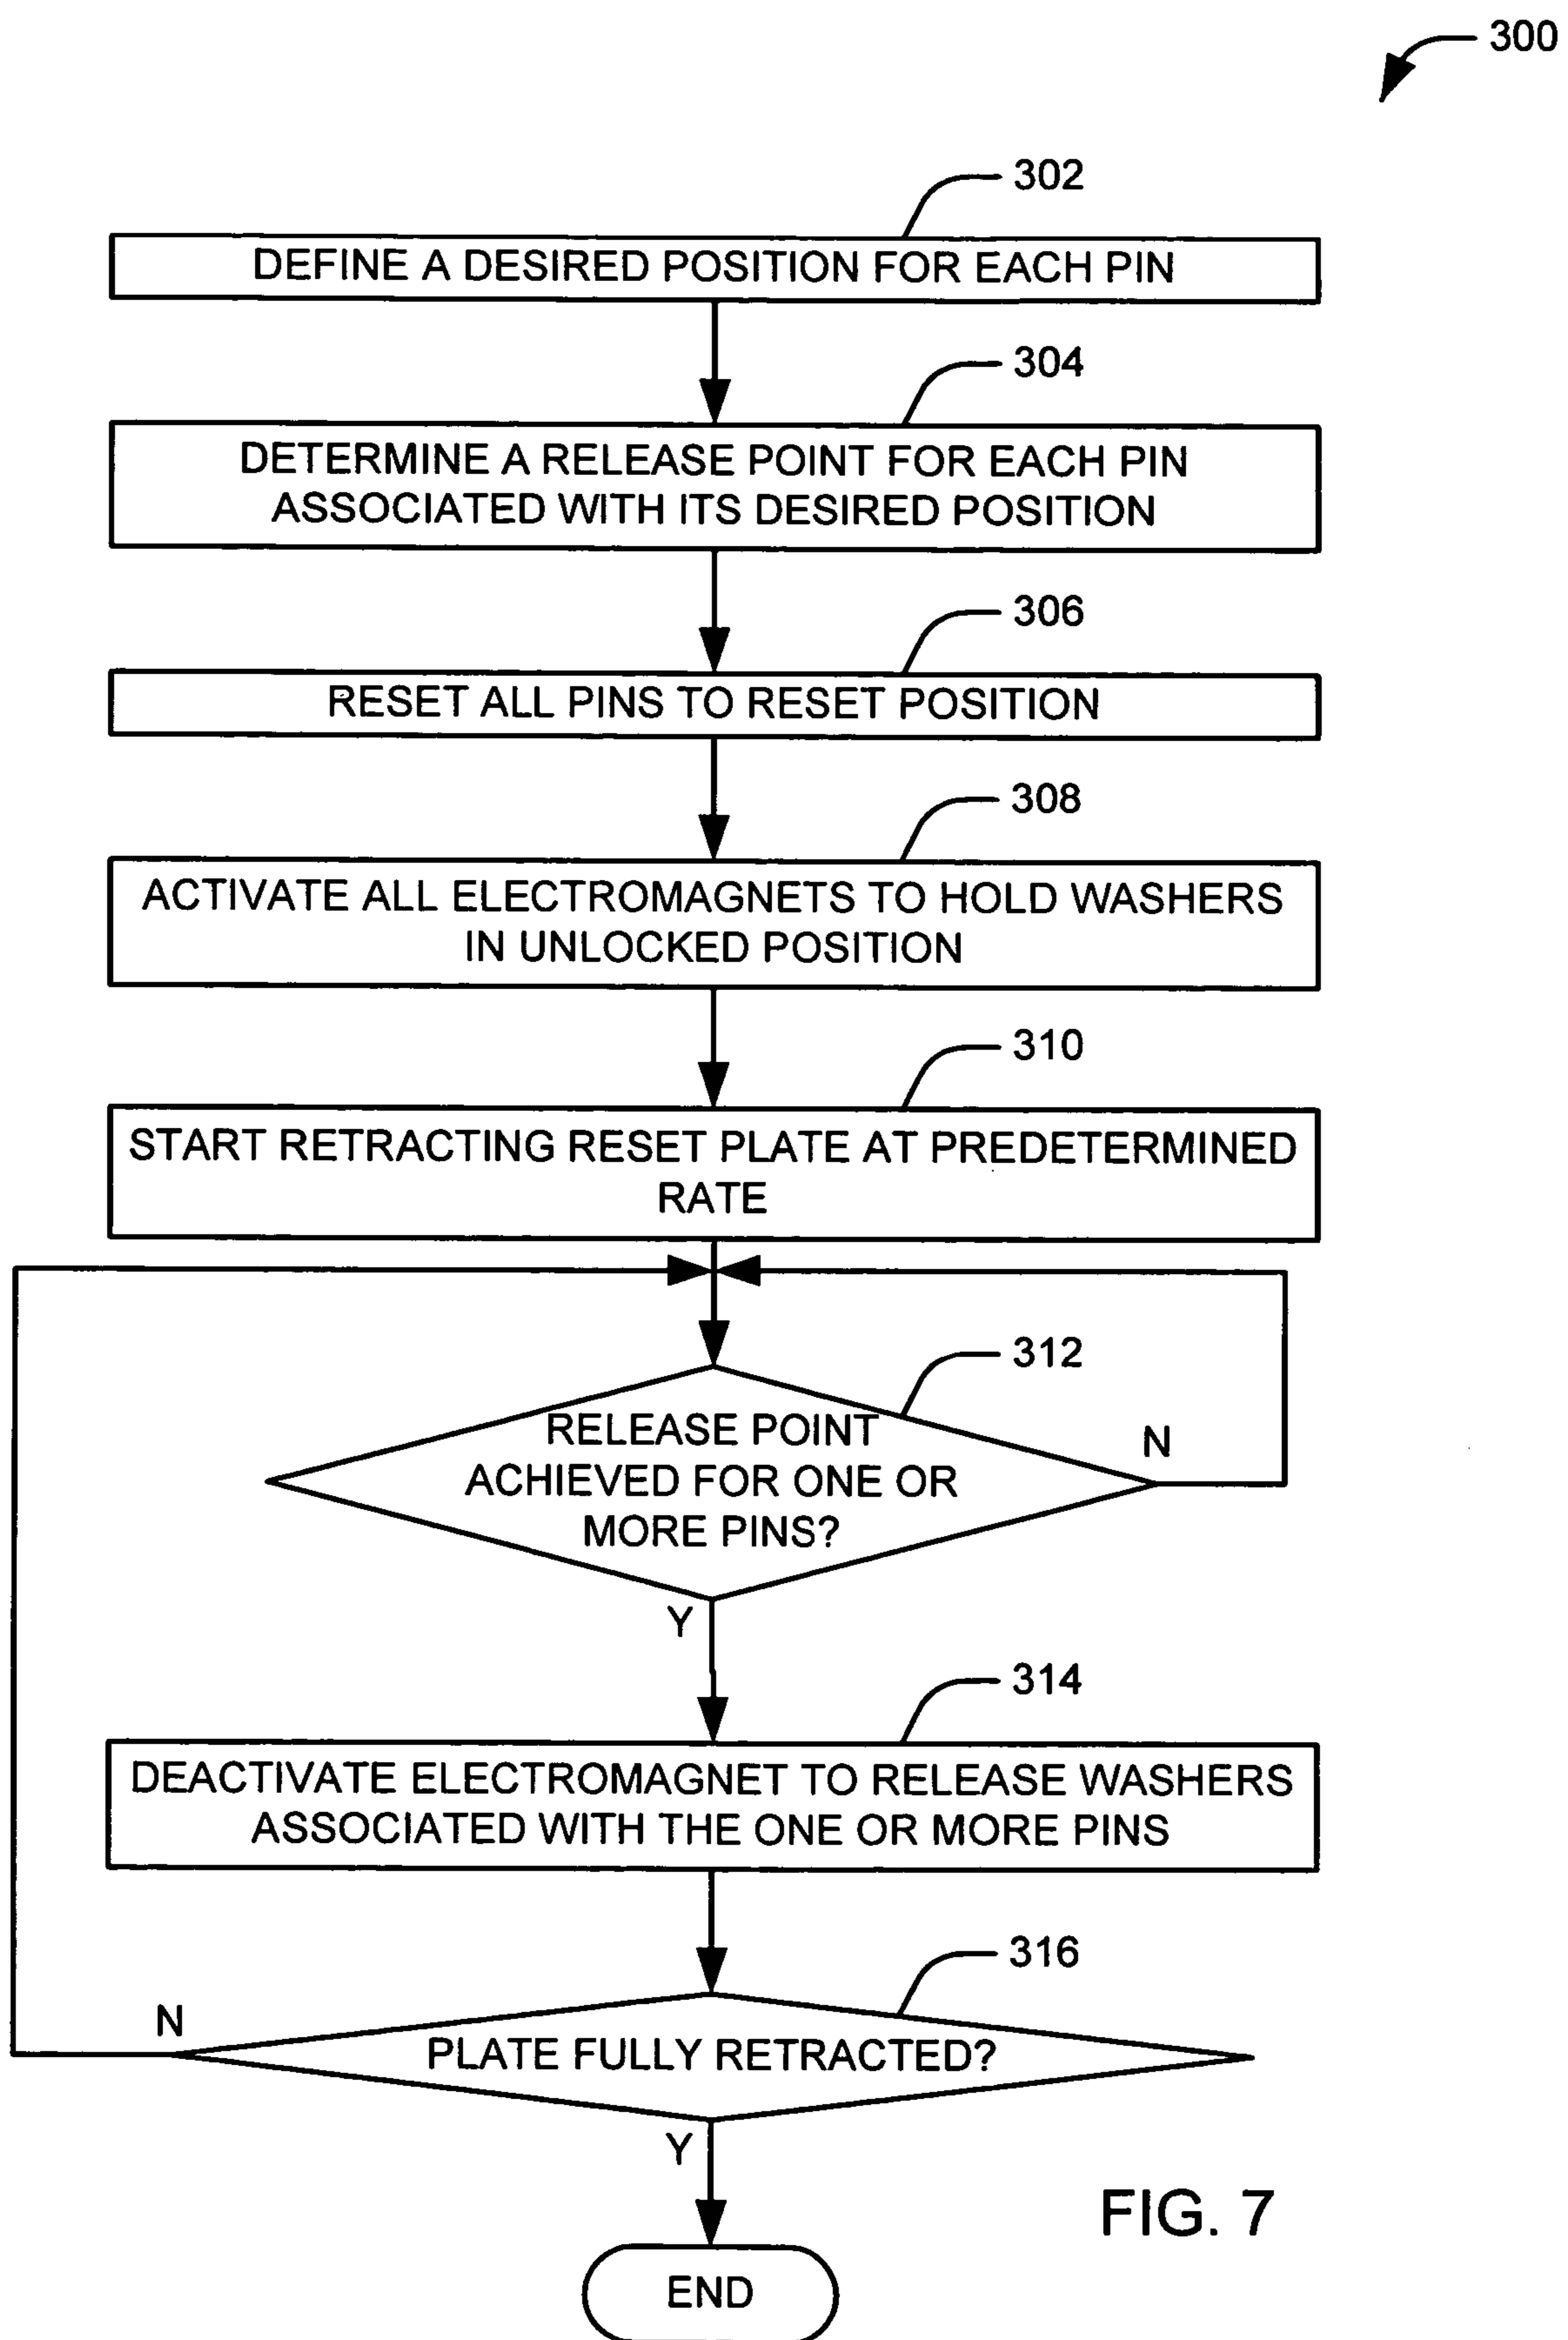 300
302
DEFINE A DESIRED POSITION FOR EACH PIN
304
DETERMINE A RELEASE POINT FOR EACH PIN
ASSOCIATED WITH ITS DESIRED POSITION
306
RESET ALL PINS TO RESET POSITION
308
ACTIVATE ALL ELECTROMAGNETS TO HOLD WASHERS
IN UNLOCKED POSITION
310
START RETRACTING RESET PLATE AT PREDETERMINED
RATE
312
RELEASE POINT
ACHIEVED FOR ONE OR
MORE PINS?
N
Y
314
DEACTIVATE ELECTROMAGNET TO RELEASE WASHERS
ASSOCIATED WITH THE ONE OR MORE PINS
316
N
PLATE FULLY RETRACTED?
Y
FIG. 7
END